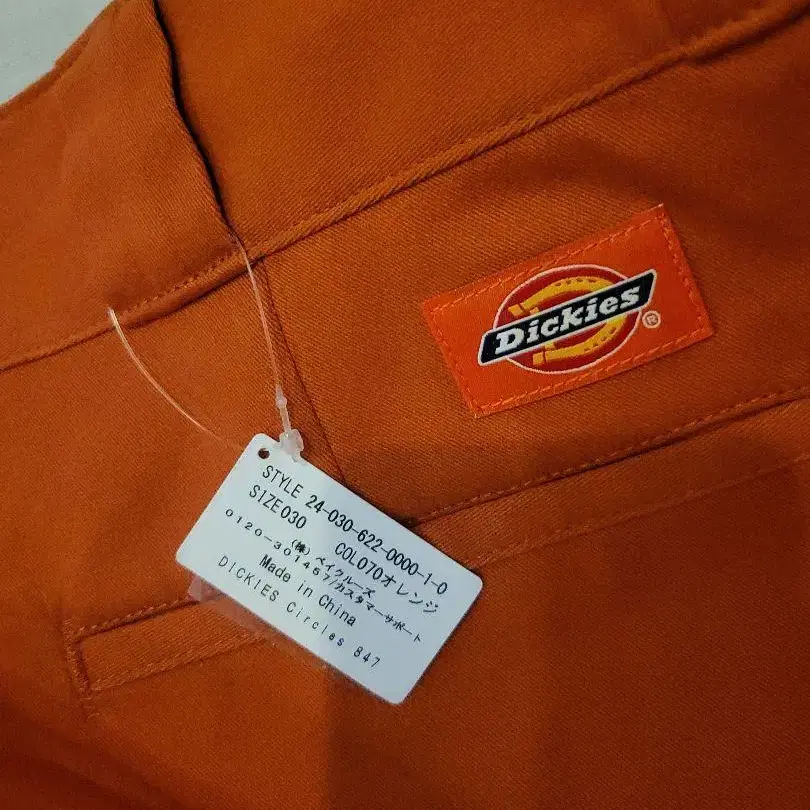 Dickies
®
STYLE 24-030-622-0000-1-0
SIZE030 COL070オレンジ
(株) ベイクルーズ
0120-301457/カスタマーサポート
Made in China
DICKIES Circles 847